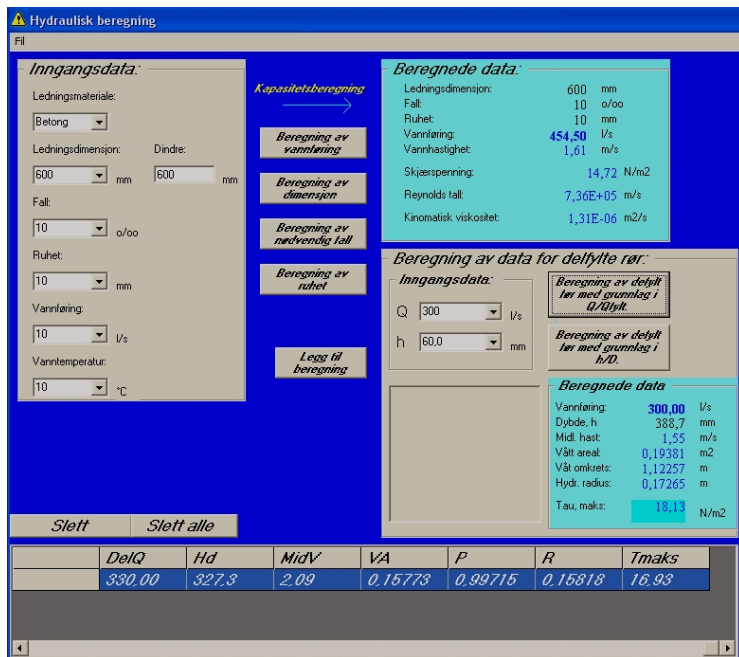 Hydraulisk beregning
Fil
Inngangsdata:
Ledningsmateriale:
Betong
Ledningsdimensjon: Dindre:
600 mm 600 mm
Fall:
10 o/oo
Ruhet:
10 mm
Vannføring:
10 l/s
Vanntemperatur:
10 °C
Kapasitetsberegning
Beregning av vannføring
Beregning av dimensjon
Beregning av nødvendig fall
Beregning av ruhet
Legg til beregning
Slett Slett alle
Beregnede data:
Ledningsdimensjon: 600 mm
Fall: 10 o/oo
Ruhet: 10 mm
Vannføring: 454,50 l/s
Vannhastighet: 1,61 m/s
Skjærspenning: 14,72 N/m2
Reynolds tall: 7,36E+05 m/s
Kinomatisk viskositet: 1,31E-06 m2/s
Beregning av data for delfylte rør:
Inngangsdata:
Q 300 l/s
h 60,0 mm
Beregning av delfylt
rør med grunnlag i
Q/Qfylt.
Beregning av delfylt
rør med grunnlag i
h/D.
Beregnede data
Vannføring: 300,00 l/s
Dybde, h 388,7 mm
Midl. hast: 1,55 m/s
Vått areal: 0,19381 m2
Våt omkrets: 1,12257 m
Hydr. radius: 0,17265 m
Tau, maks: 18,13 N/m2
DelQ Hd MidV VA P R Tmaks
330,00 327,3 2,09 0,15773 0,99715 0,15818 16,93